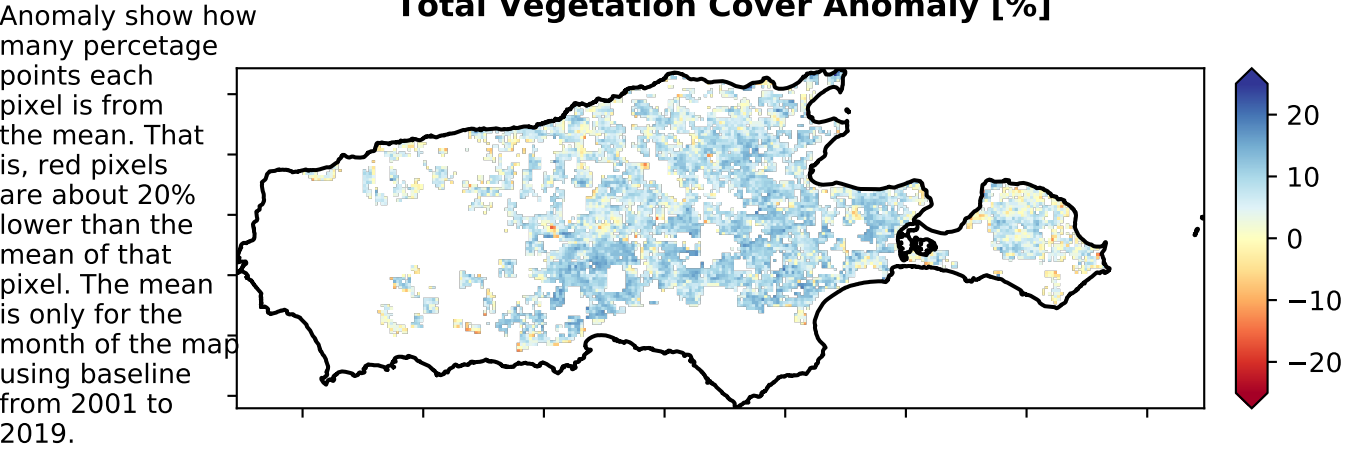 Total Vegetation Cover Anomaly [%]
Anomaly show how
many percetage
points each
pixel is from
the mean. That
is, red pixels
are about 20%
lower than the
mean of that
pixel. The mean
is only for the
month of the map
using baseline
from 2001 to
2019.
20
10
0
−10
−20